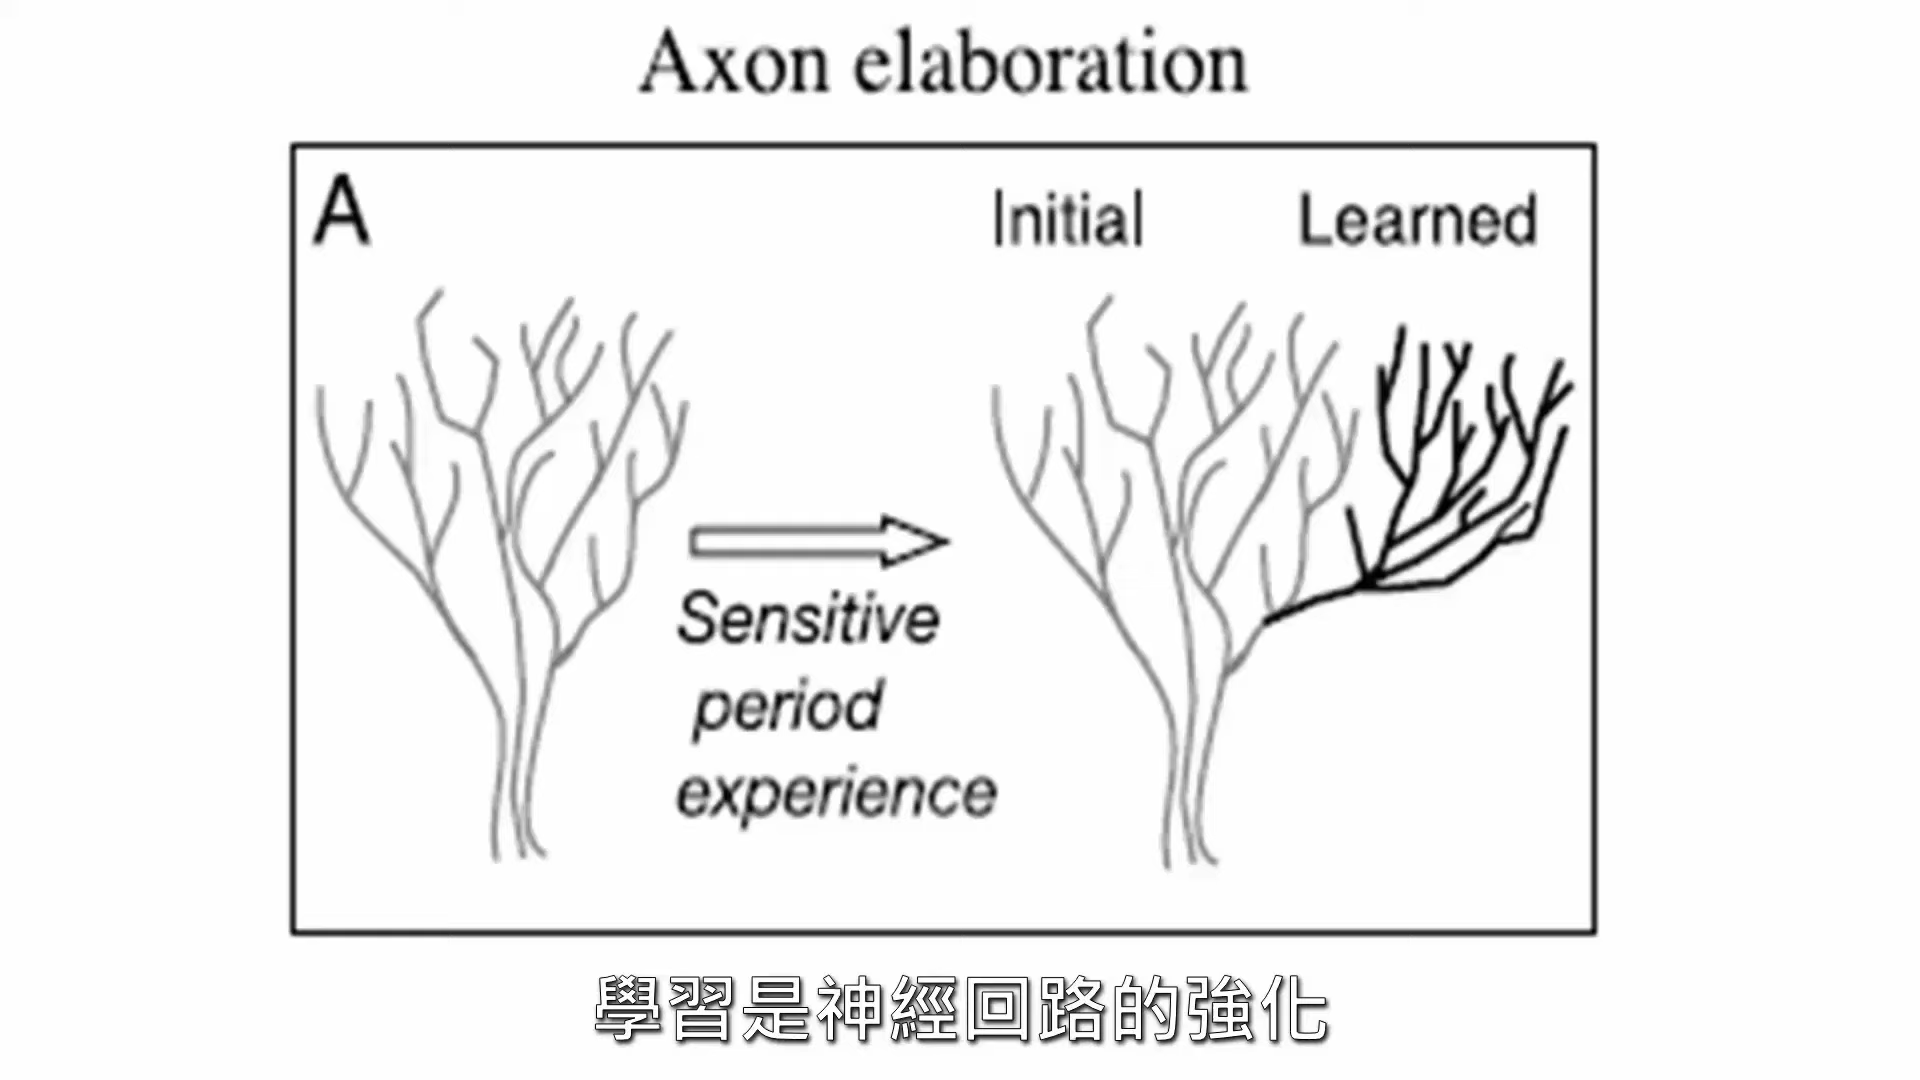 Axon elaboration
A
Initial
Learned
Sensitive
period
experience
學習是神經回路的強化